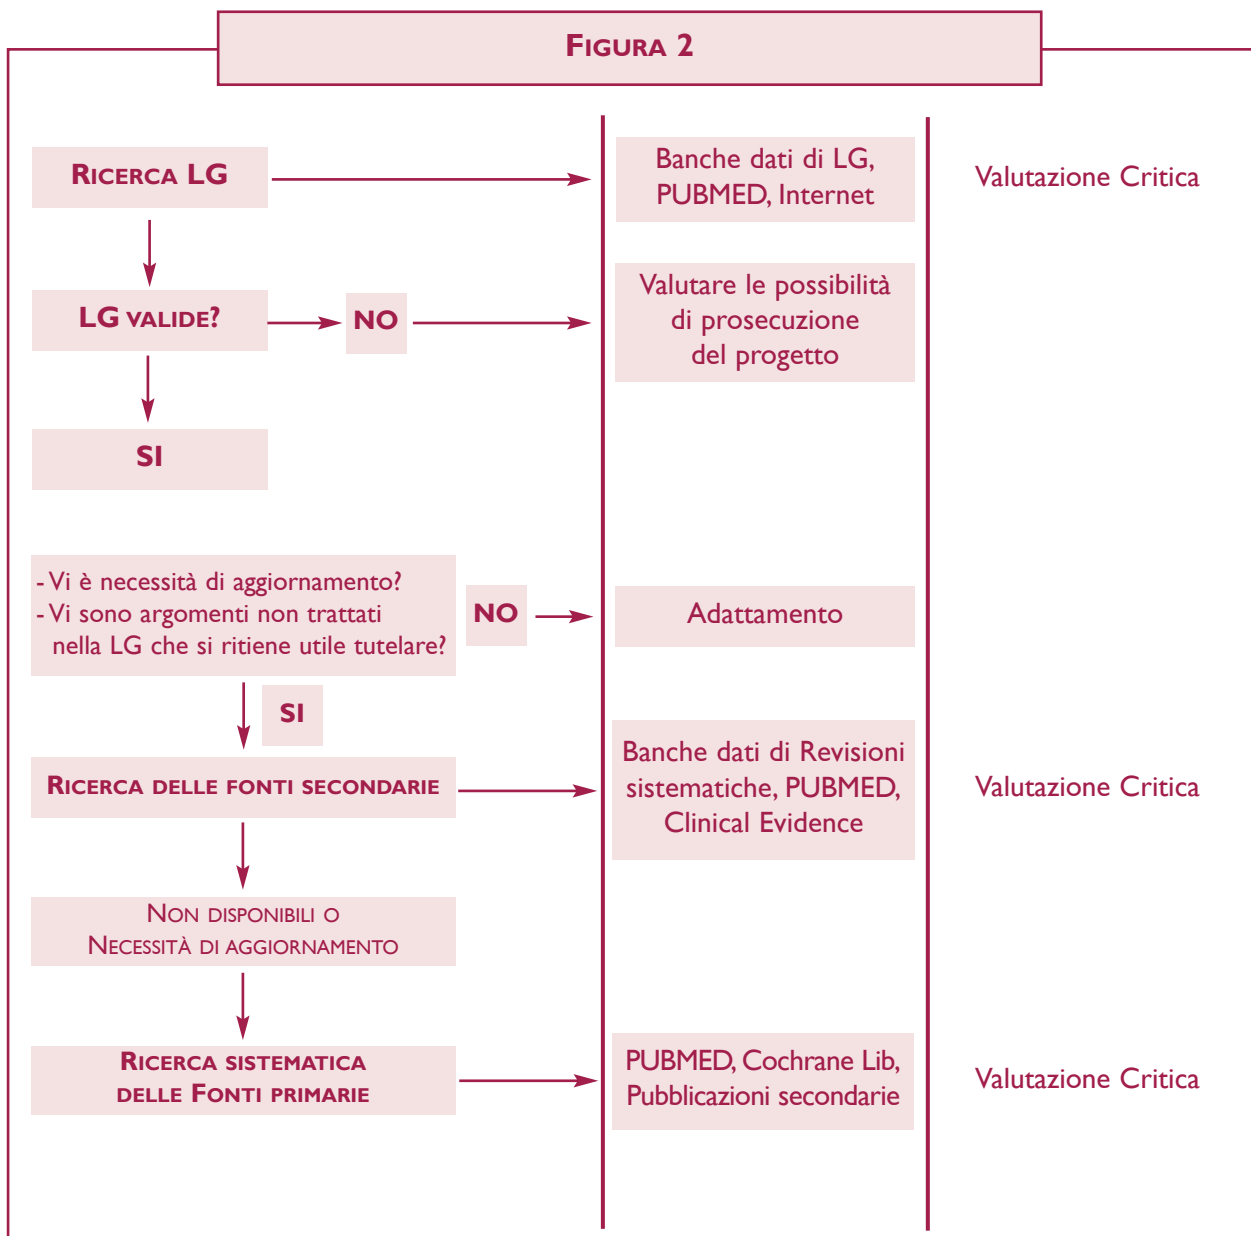 FIGURA 2
RICERCA LG
Banche dati di LG,
PUBMED, Internet
Valutazione Critica
LG VALIDE?
NO
Valutare le possibilità
di prosecuzione
del progetto
SI
- Vi è necessità di aggiornamento?
- Vi sono argomenti non trattati
nella LG che si ritiene utile tutelare?
NO
Adattamento
SI
RICERCA DELLE FONTI SECONDARIE
Banche dati di Revisioni
sistematiche, PUBMED,
Clinical Evidence
Valutazione Critica
NON DISPONIBILI O
NECESSITÀ DI AGGIORNAMENTO
RICERCA SISTEMATICA
DELLE FONTI PRIMARIE
PUBMED, Cochrane Lib,
Pubblicazioni secondarie
Valutazione Critica